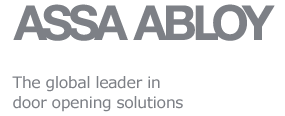 ASSA ABLOY
The global leader in
door opening solutions